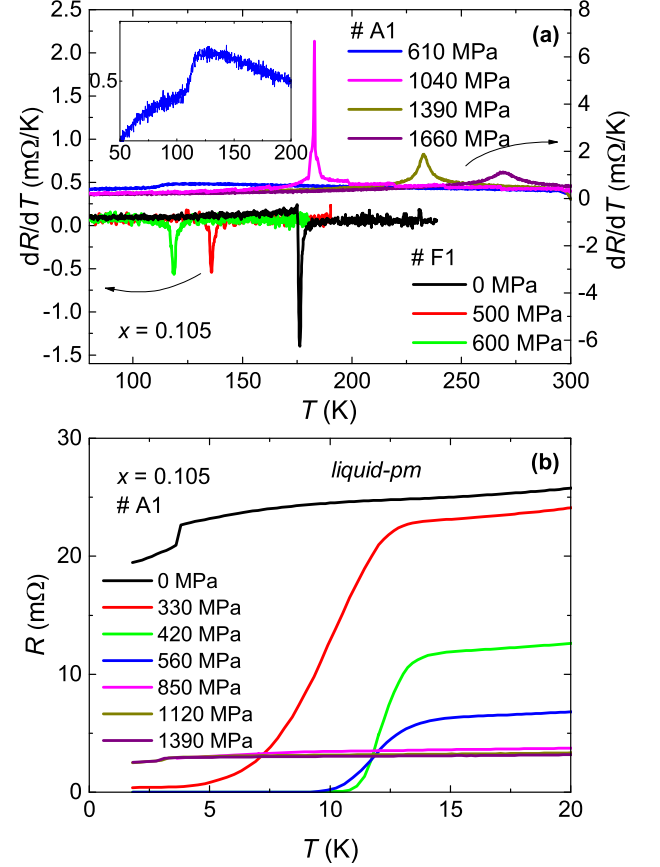 2.5
2.0
1.5
1.0
0.5
0.0
-0.5
-1.0
-1.5
dR/dT (mΩ/K)
0.5
50 100 150 200
# A1
(a)
610 MPa
1040 MPa
1390 MPa
1660 MPa
8
6
4
2
0
-2
-4
-6
dR/dT (mΩ/K)
# F1
0 MPa
500 MPa
600 MPa
x = 0.105
100 150 200 250 300
T (K)
30
20
10
0
R (mΩ)
x = 0.105
# A1
liquid-pm
(b)
0 MPa
330 MPa
420 MPa
560 MPa
850 MPa
1120 MPa
1390 MPa
0 5 10 15 20
T (K)